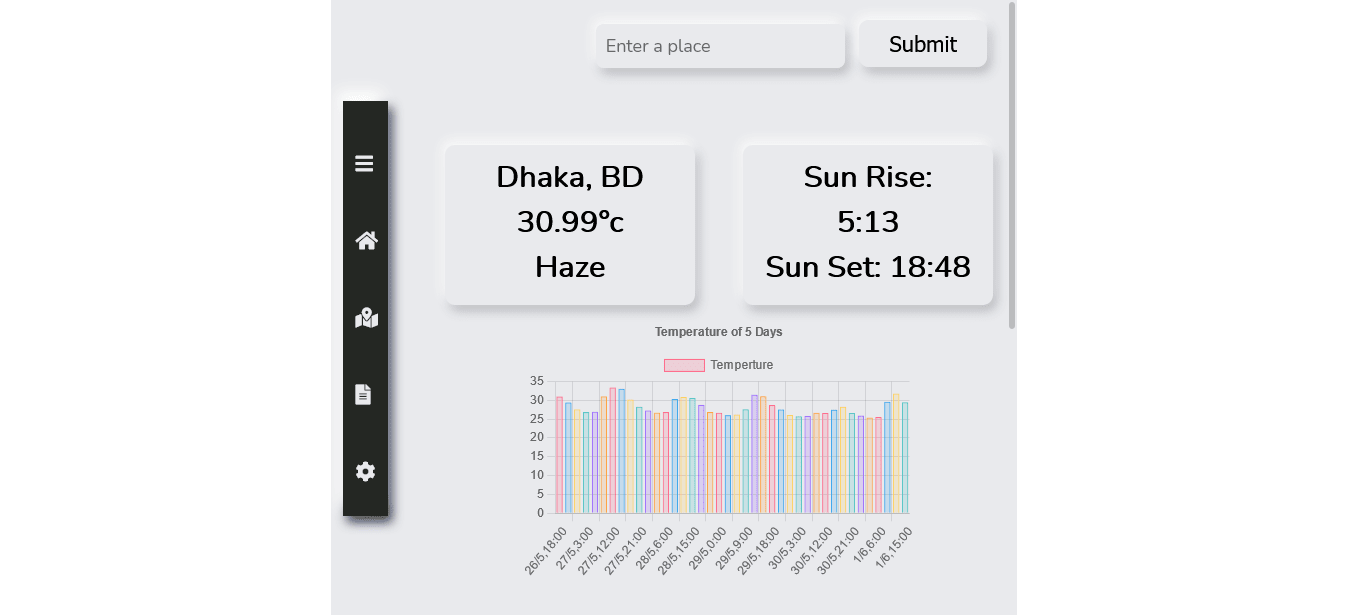 Enter a place
Submit
Dhaka, BD
30.99°c
Haze
Sun Rise:
5:13
Sun Set: 18:48
Temperature of 5 Days
Temperture
35
30
25
20
15
10
5
0
26/5,18:00
27/5,3:00
27/5,12:00
27/5,21:00
28/5,6:00
28/5,15:00
29/5,0:00
29/5,9:00
29/5,18:00
30/5,3:00
30/5,12:00
30/5,21:00
1/6,6:00
1/6,15:00